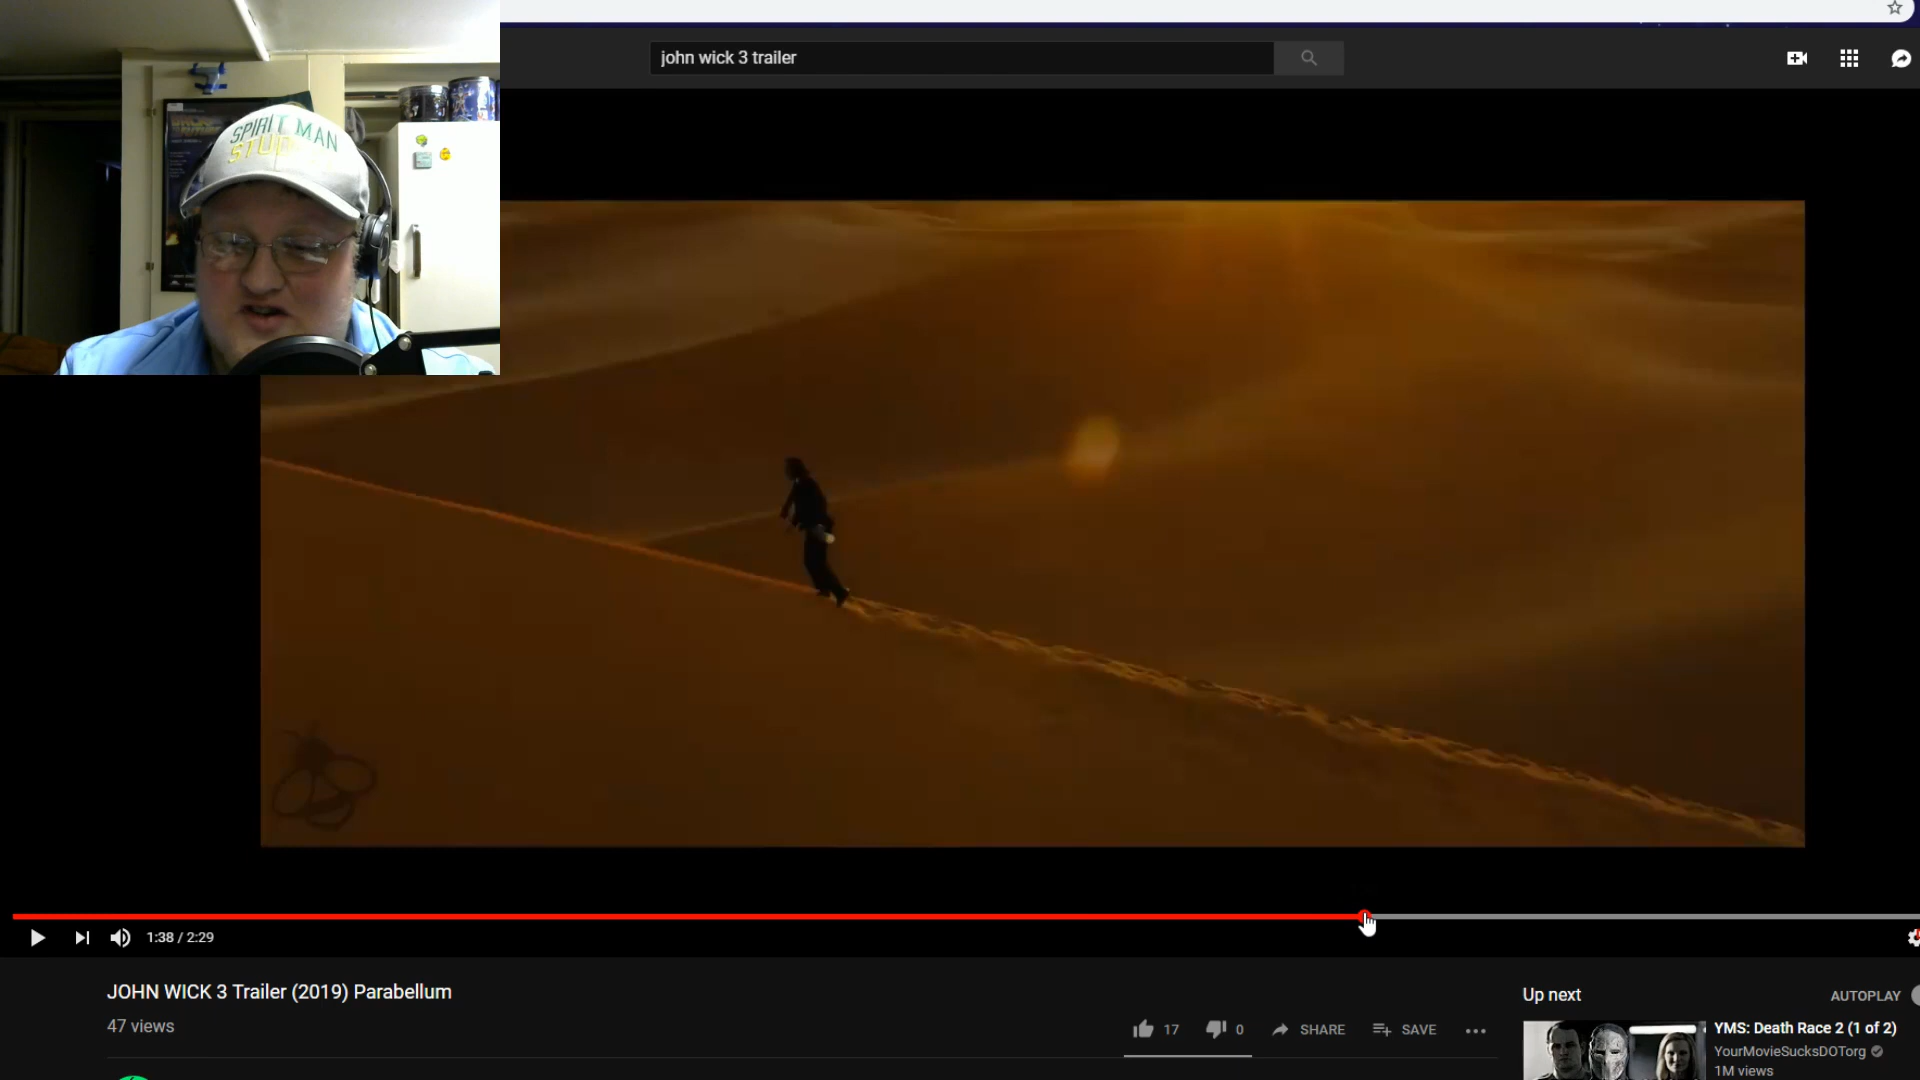 john wick 3 trailer
SPIRIT MAN
1:38 / 2:29
JOHN WICK 3 Trailer (2019) Parabellum
47 views
17
0
SHARE
SAVE
Up next
AUTOPLAY
YMS: Death Race 2 (1 of 2)
YourMovieSucksDOTorg
1M views